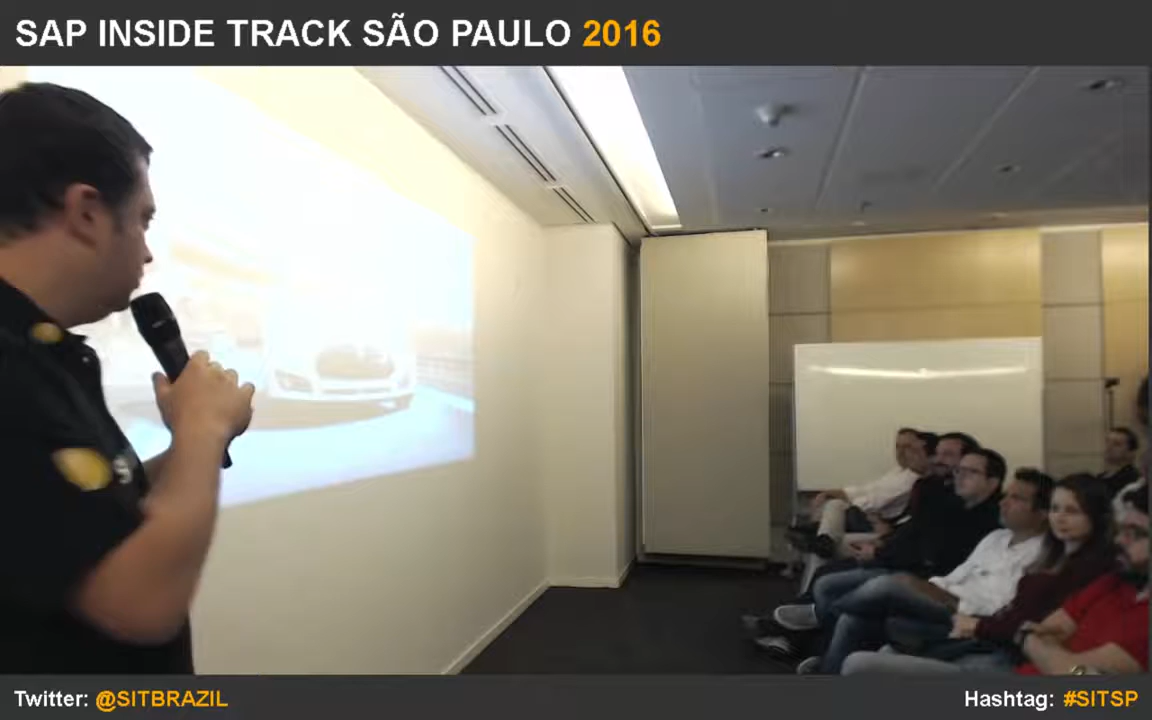 SAP INSIDE TRACK SÃO PAULO 2016
Twitter: @SITBRAZIL
Hashtag: #SITSP